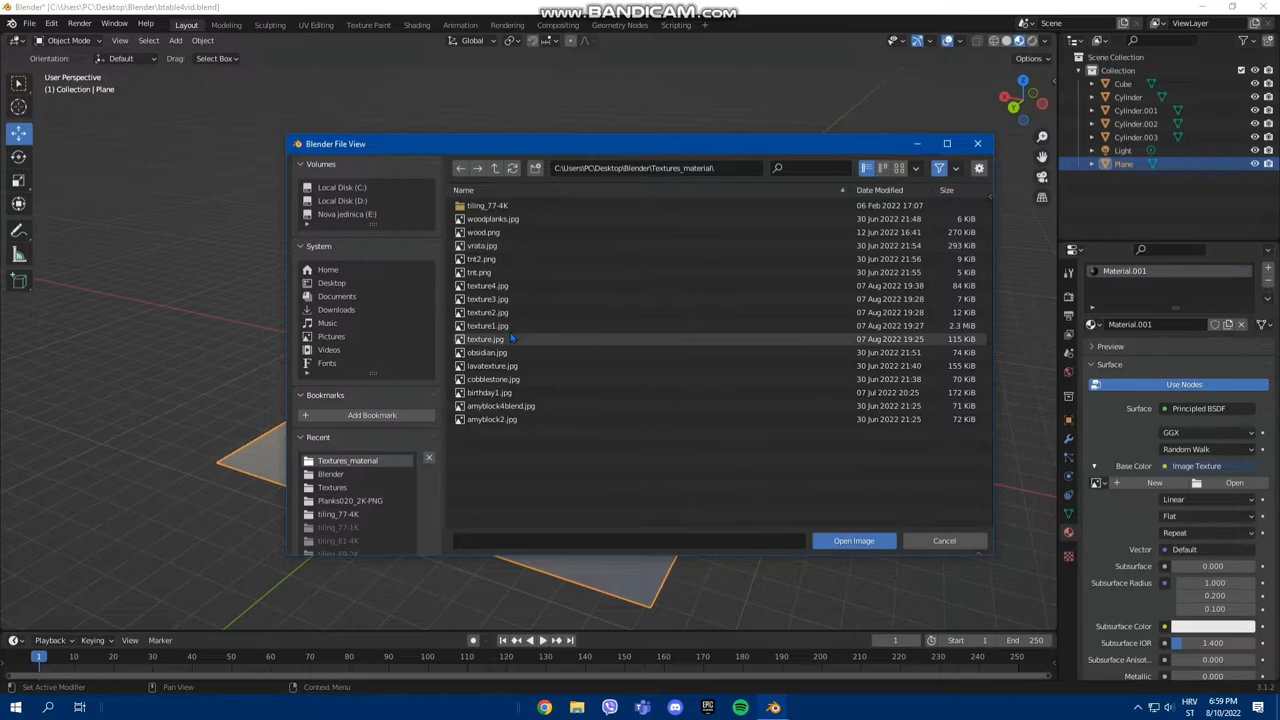 Blender* [C:\Users\PC\Desktop\Blender\btable4vid.blend]
www.BANDICAM.com
File Edit Render Window Help Layout Modeling Sculpting UV Editing Texture Paint Shading Animation Rendering Compositing Geometry Nodes Scripting Scene ViewLayer
Object Mode View Select Add Object Global
Orientation: Default Drag: Select Box Options
User Perspective
(1) Collection | Plane
Scene Collection
Collection
Cube
Cylinder
Cylinder.001
Cylinder.002
Cylinder.003
Light
Plane
Blender File View
Volumes
Local Disk (C:)
Local Disk (D:)
Nova jedinica (E:)
System
Home
Desktop
Documents
Downloads
Music
Pictures
Videos
Fonts
Bookmarks
Add Bookmark
Recent
Textures_material
Blender
Textures
Planks020_2K-PNG
tiling_77-4K
tiling_77-1K
tiling_61-4K
C:\Users\PC\Desktop\Blender\Textures_material\
Name Date Modified Size
tiling_77-4K 06 Feb 2022 17:07
woodplanks.jpg 30 Jun 2022 21:48 6 KiB
wood.png 12 Jun 2022 16:41 270 KiB
vrata.jpg 30 Jun 2022 21:54 293 KiB
tnt2.png 30 Jun 2022 21:56 9 KiB
tnt.png 30 Jun 2022 21:55 5 KiB
texture4.jpg 07 Aug 2022 19:38 84 KiB
texture3.jpg 07 Aug 2022 19:28 7 KiB
texture2.jpg 07 Aug 2022 19:28 12 KiB
texture1.jpg 07 Aug 2022 19:27 2.3 MiB
texture.jpg 07 Aug 2022 19:25 115 KiB
obsidian.jpg 30 Jun 2022 21:51 74 KiB
lavatexture.jpg 30 Jun 2022 21:40 155 KiB
cobblestone.jpg 30 Jun 2022 21:38 70 KiB
birthday1.jpg 07 Jul 2022 20:25 172 KiB
amyblock4blend.jpg 30 Jun 2022 21:25 71 KiB
amyblock2.jpg 30 Jun 2022 21:25 72 KiB
Open Image Cancel
Material.001
Material.001
Preview
Surface
Use Nodes
Surface Principled BSDF
GGX
Random Walk
Base Color Image Texture
New Open
Linear
Flat
Repeat
Vector Default
Subsurface 0.000
Subsurface Radius 1.000
0.200
0.100
Subsurface Color
Subsurface IOR 1.400
Subsurface Anisot... 0.000
Metallic 0.000
Playback Keying View Marker 1 Start 1 End 250
1 10 20 30 40 50 60 70 80 90 100 110 120 130 140 150 160 170 180 190 200 210 220 230 240 250
Set Active Modifier Pan View Context Menu 3.1.2
HRV 6:59 PM
ST 8/10/2022